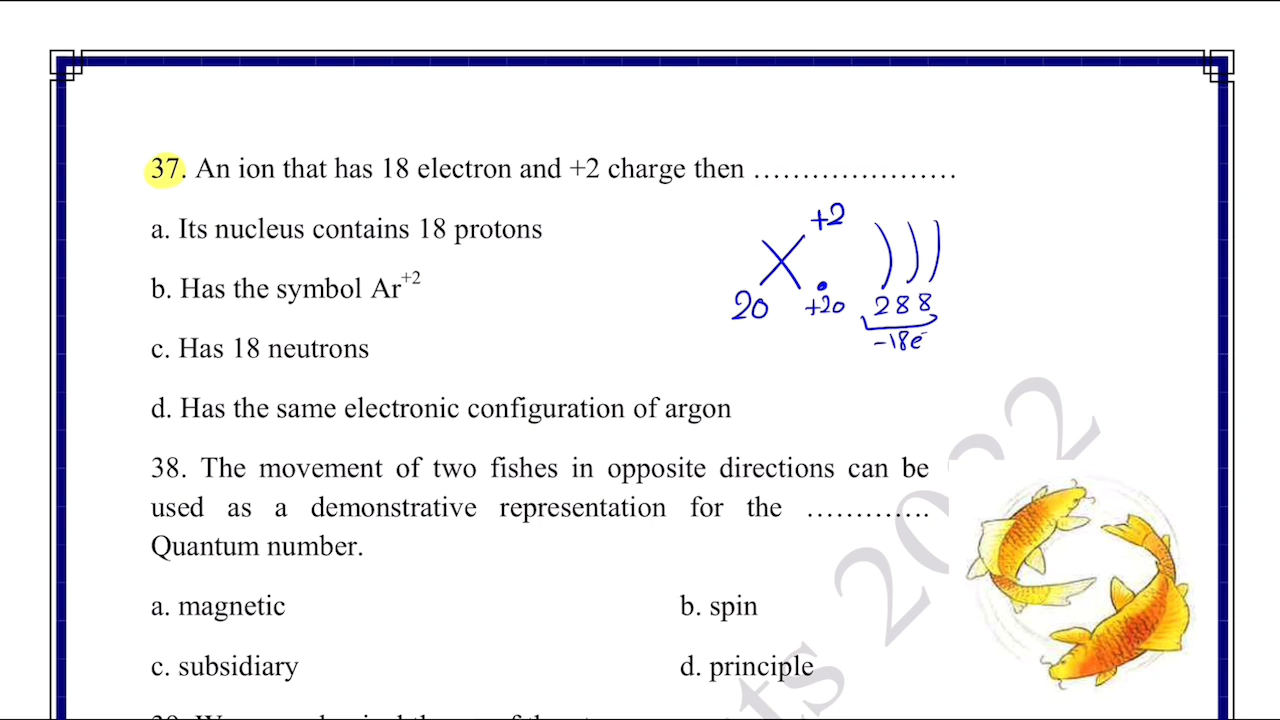 37. An ion that has 18 electron and +2 charge then .....................
a. Its nucleus contains 18 protons
b. Has the symbol Ar+2
c. Has 18 neutrons
d. Has the same electronic configuration of argon
+2
X
20
+20
2 8 8
-18e-
38. The movement of two fishes in opposite directions can be
used as a demonstrative representation for the .............
Quantum number.
a. magnetic
b. spin
c. subsidiary
d. principle
ts 2022